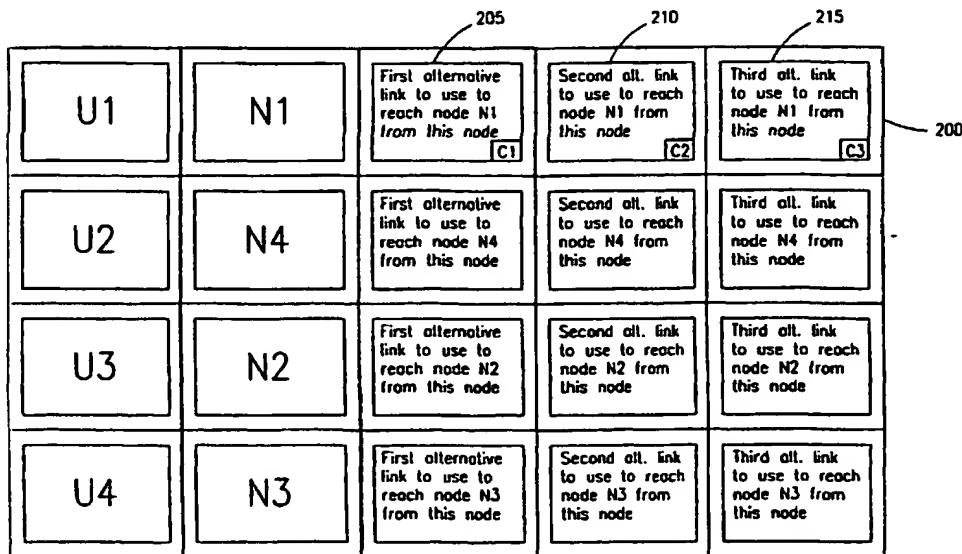 205
210
215
200
U1
N1
First alternative
link to use to
reach node N1
from this node
C1
Second alt. link
to use to reach
node N1 from
this node
C2
Third alt. link
to use to reach
node N1 from
this node
C3
U2
N4
First alternative
link to use to
reach node N4
from this node
Second alt. link
to use to reach
node N4 from
this node
Third alt. link
to use to reach
node N4 from
this node
U3
N2
First alternative
link to use to
reach node N2
from this node
Second alt. link
to use to reach
node N2 from
this node
Third alt. link
to use to reach
node N2 from
this node
U4
N3
First alternative
link to use to
reach node N3
from this node
Second alt. link
to use to reach
node N3 from
this node
Third alt. link
to use to reach
node N3 from
this node